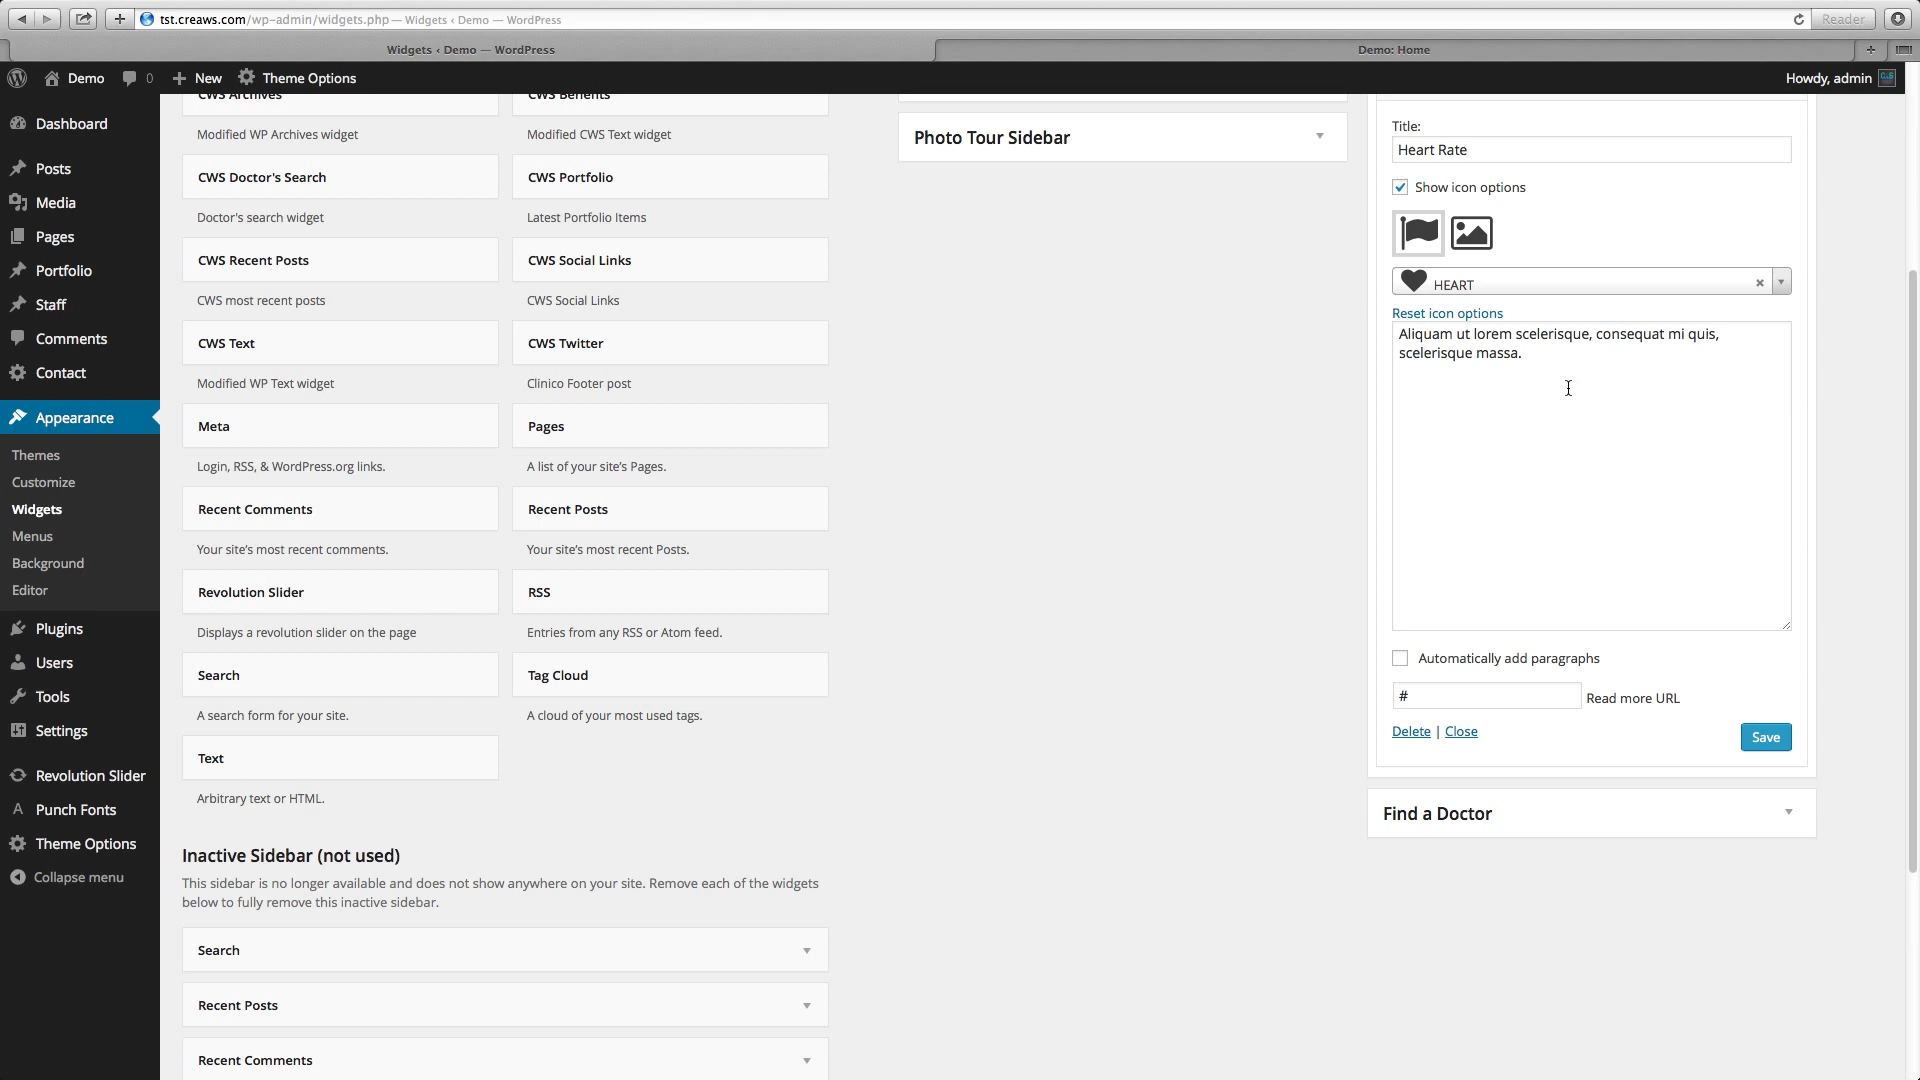 tst.creaws.com/wp-admin/widgets.php — Widgets ‹ Demo — WordPress
Reader
Widgets ‹ Demo — WordPress
Demo: Home
Demo
0
New
Theme Options
Howdy, admin
Dashboard
Posts
Media
Pages
Portfolio
Staff
Comments
Contact
Appearance
Themes
Customize
Widgets
Menus
Background
Editor
Plugins
Users
Tools
Settings
Revolution Slider
Punch Fonts
Theme Options
Collapse menu
CWS Archives
CWS Benefits
Modified WP Archives widget
Modified CWS Text widget
CWS Doctor's Search
CWS Portfolio
Doctor's search widget
Latest Portfolio Items
CWS Recent Posts
CWS Social Links
CWS most recent posts
CWS Social Links
CWS Text
CWS Twitter
Modified WP Text widget
Clinico Footer post
Meta
Pages
Login, RSS, & WordPress.org links.
A list of your site’s Pages.
Recent Comments
Recent Posts
Your site’s most recent comments.
Your site’s most recent Posts.
Revolution Slider
RSS
Displays a revolution slider on the page
Entries from any RSS or Atom feed.
Search
Tag Cloud
A search form for your site.
A cloud of your most used tags.
Text
Arbitrary text or HTML.
Inactive Sidebar (not used)
This sidebar is no longer available and does not show anywhere on your site. Remove each of the widgets
below to fully remove this inactive sidebar.
Search
Recent Posts
Recent Comments
Photo Tour Sidebar
Title:
Heart Rate
Show icon options
HEART
Reset icon options
Aliquam ut lorem scelerisque, consequat mi quis,
scelerisque massa.
Automatically add paragraphs
# Read more URL
Delete | Close
Save
Find a Doctor